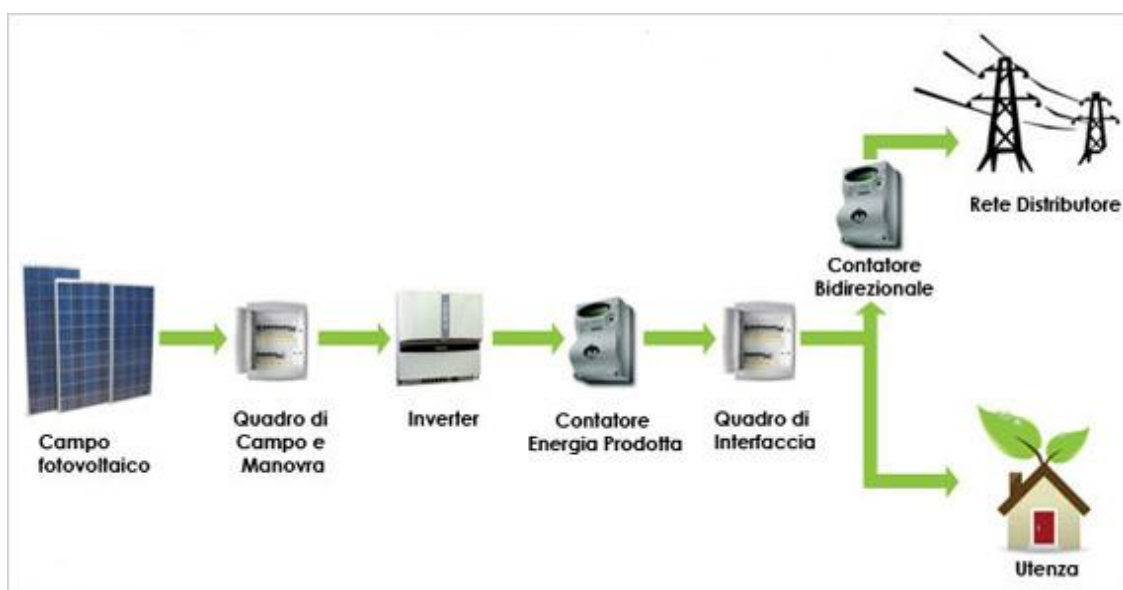 Campo
fotovoltaico
Quadro di
Campo e
Manovra
Inverter
Contatore
Energia Prodotta
Quadro di
Interfaccia
Contatore
Bidirezionale
Rete Distributore
Utenza